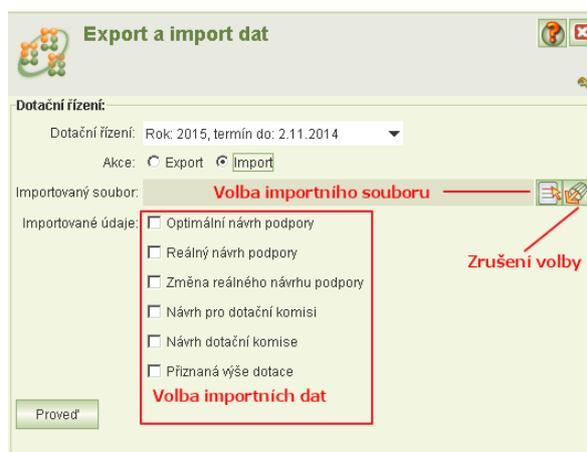 Export a import dat
Dotační řízení:
Dotační řízení: Rok: 2015, termín do: 2.11.2014
Akce: Export Import
Importovaný soubor: Volba importního souboru
Zrušení volby
Importované údaje: Optimální návrh podpory
Reálný návrh podpory
Změna reálného návrhu podpory
Návrh pro dotační komisi
Návrh dotační komise
Přiznaná výše dotace
Volba importních dat
Proveď